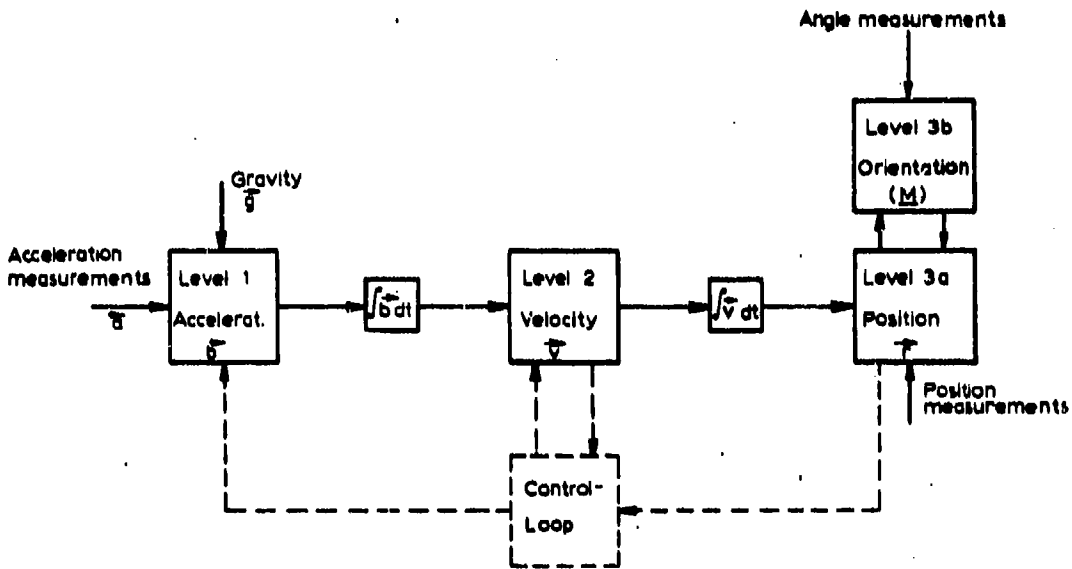 Angle measurements
Level 3b
Orientation
(M)
Gravity
g⃗
Acceleration
measurements
a⃗
Level 1
Accelerat.
b⃗
∫b⃗ dt
Level 2
Velocity
v⃗
∫v⃗ dt
Level 3a
Position
r⃗
Position
measurements
Control-
Loop